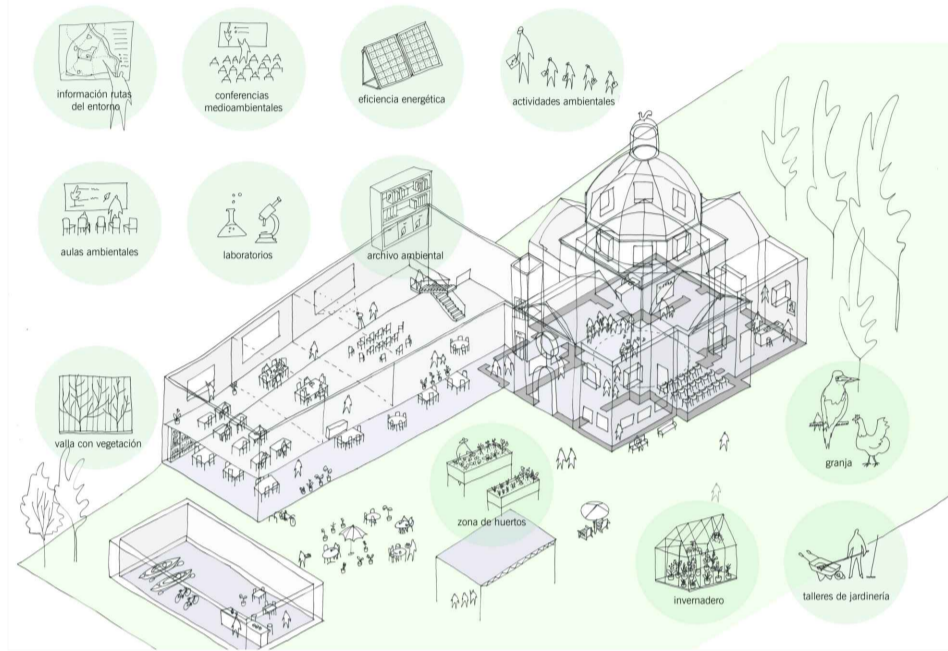 información rutas
del entorno
conferencias
medioambientales
eficiencia energética
actividades ambientales
aulas ambientales
laboratorios
archivo ambiental
valla con vegetación
granja
zona de huertos
invernadero
talleres de jardinería